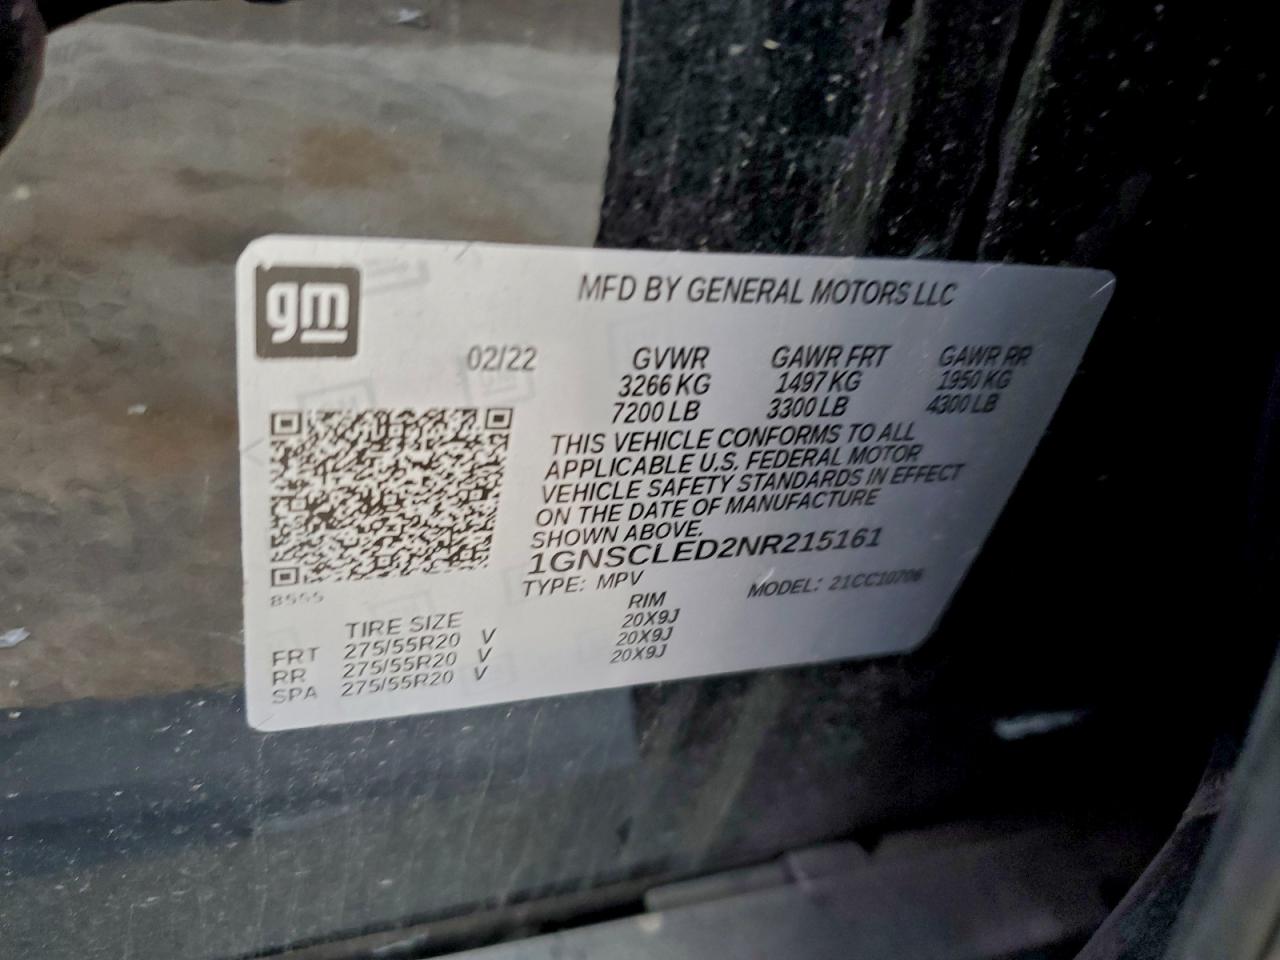 gm
MFD BY GENERAL MOTORS LLC
02/22 GVWR GAWR FRT GAWR RR
3266 KG 1497 KG 1950 KG
7200 LB 3300 LB 4300 LB
THIS VEHICLE CONFORMS TO ALL
APPLICABLE U.S. FEDERAL MOTOR
VEHICLE SAFETY STANDARDS IN EFFECT
ON THE DATE OF MANUFACTURE
SHOWN ABOVE.
1GNSCLED2NR215161
TYPE: MPV MODEL: 21CC10706
8555
TIRE SIZE RIM
FRT 275/55R20 V 20X9J
RR 275/55R20 V 20X9J
SPA 275/55R20 V 20X9J